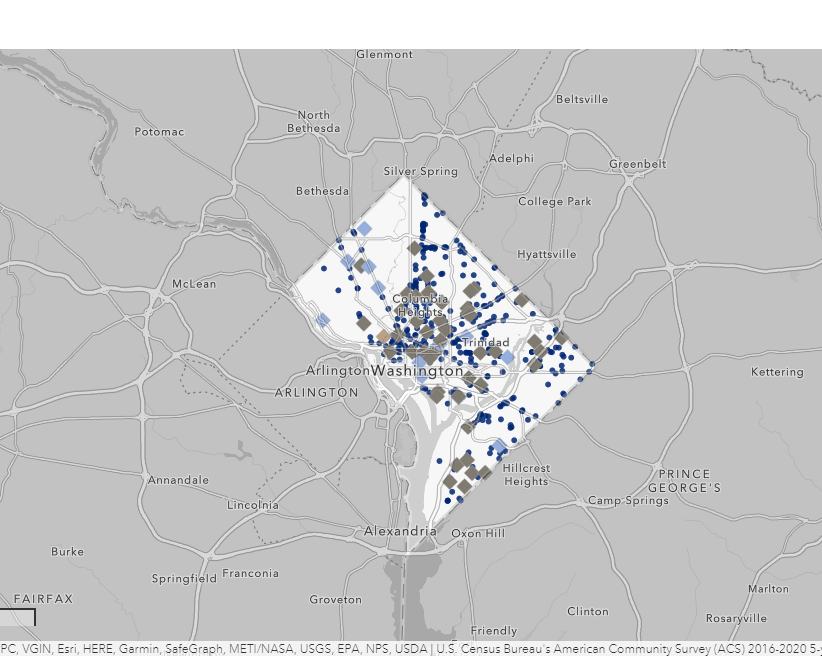 Glenmont
Beltsville
North
Bethesda
Potomac
Adelphi
Greenbelt
Silver Spring
Bethesda
College Park
Hyattsville
McLean
Columbia
Heights
Trinidad
Arlington
Washington
Kettering
ARLINGTON
Hillcrest
Heights
PRINCE
GEORGE'S
Annandale
Camp Springs
Lincolnia
Alexandria
Oxon Hill
Burke
Franconia
Springfield
Marlton
FAIRFAX
Groveton
Clinton
Rosaryville
Friendly
PC, VGIN, Esri, HERE, Garmin, SafeGraph, METI/NASA, USGS, EPA, NPS, USDA | U.S. Census Bureau's American Community Survey (ACS) 2016-2020 5-y